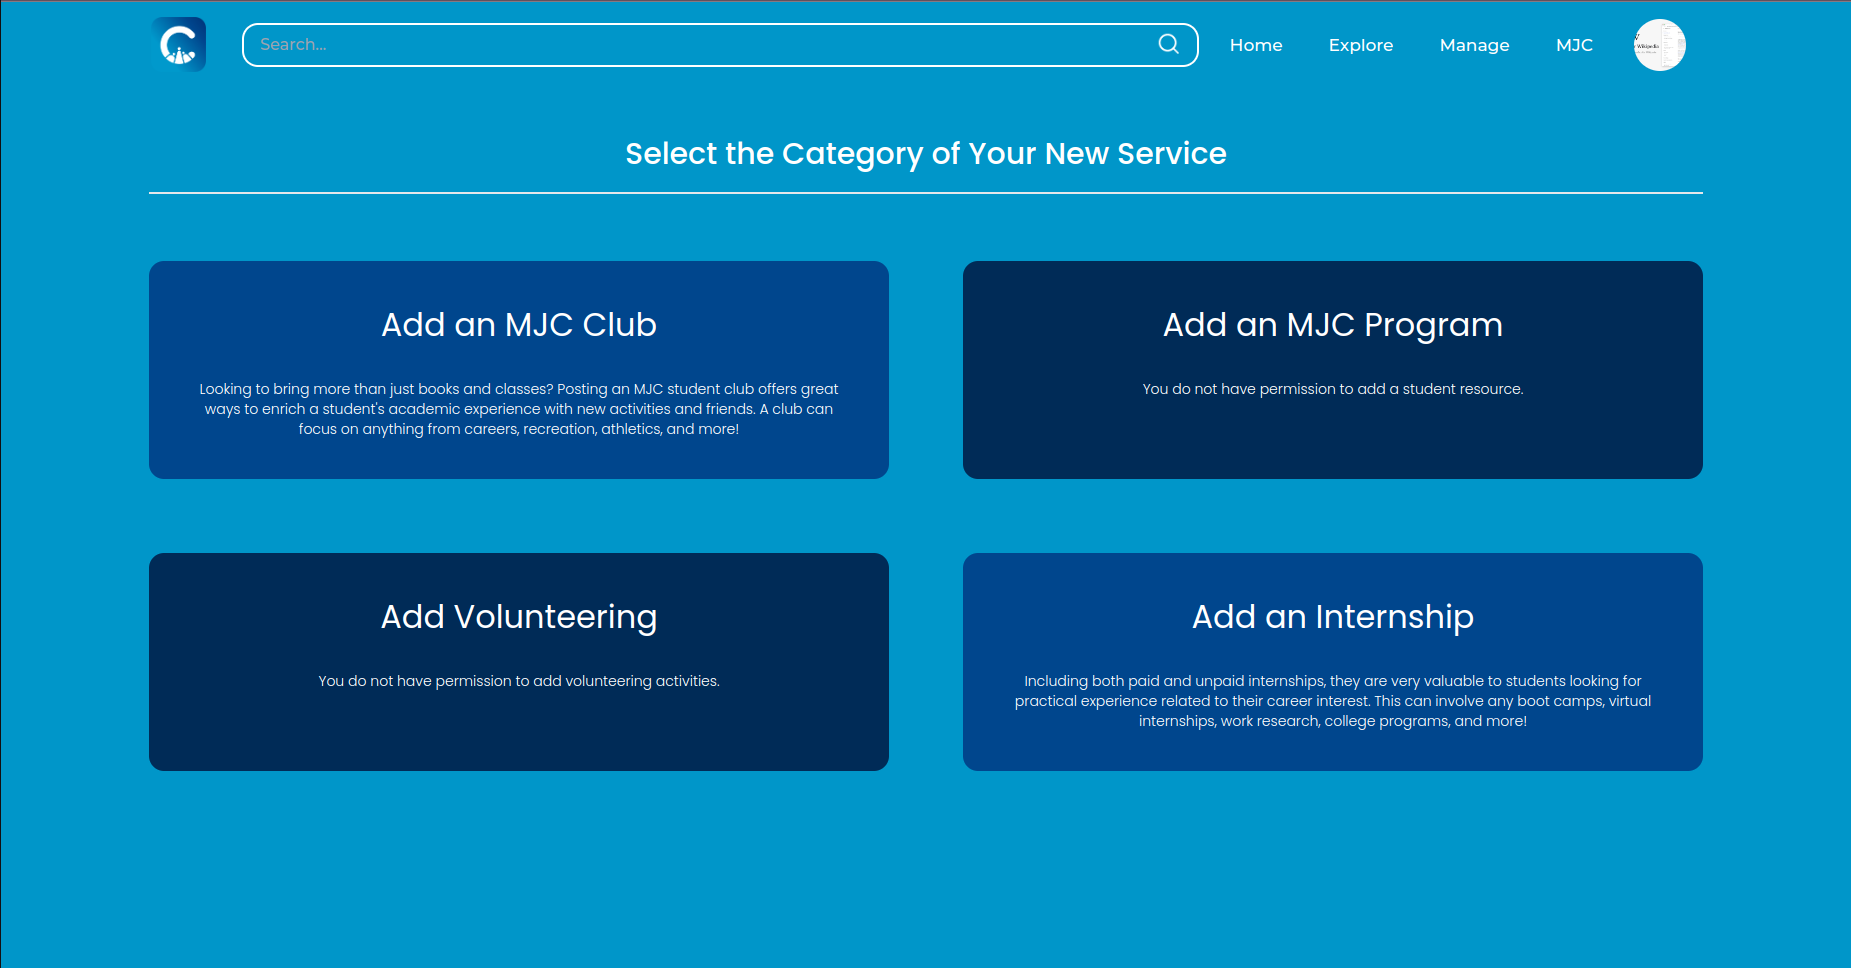 Search...
Home
Explore
Manage
MJC
Wikipedia
Select the Category of Your New Service
Add an MJC Club
Looking to bring more than just books and classes? Posting an MJC student club offers great
ways to enrich a student's academic experience with new activities and friends. A club can
focus on anything from careers, recreation, athletics, and more!
Add an MJC Program
You do not have permission to add a student resource.
Add Volunteering
You do not have permission to add volunteering activities.
Add an Internship
Including both paid and unpaid internships, they are very valuable to students looking for
practical experience related to their career interest. This can involve any boot camps, virtual
internships, work research, college programs, and more!